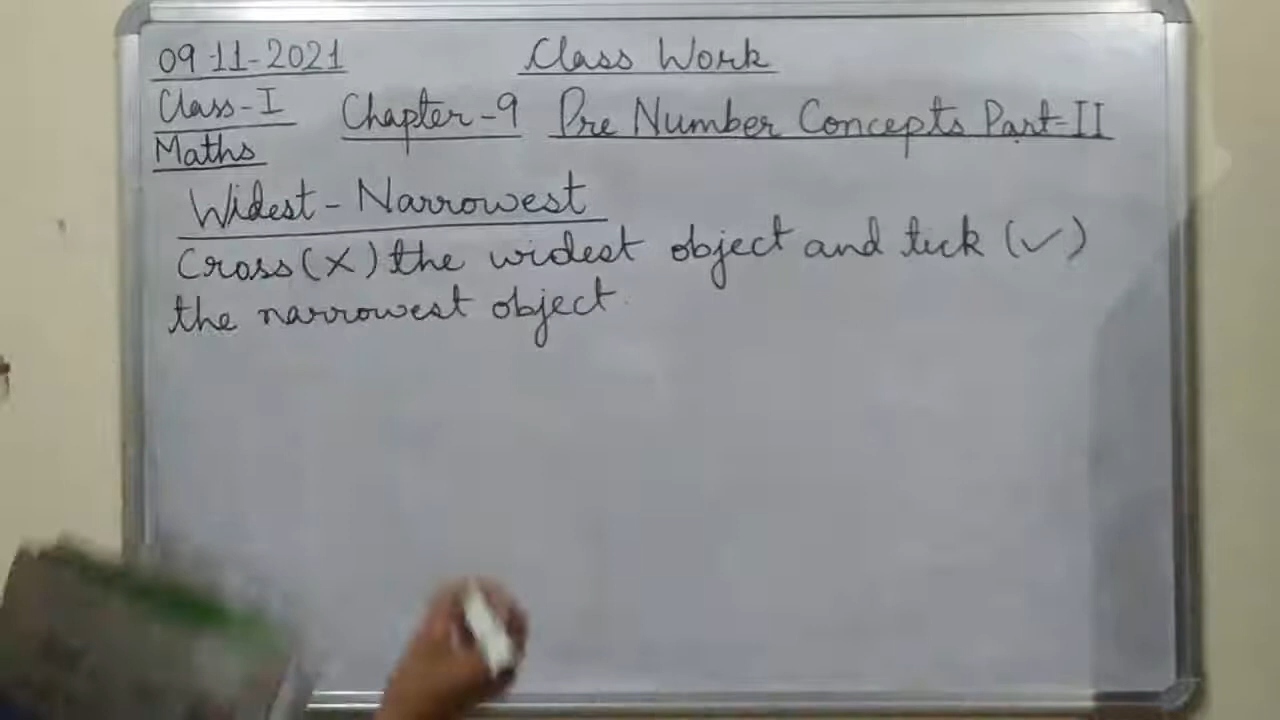 09-11-2021 Class Work
Class-I Chapter-9 Pre Number Concepts Part-II
Maths
Widest-Narrowest
Cross(X) the widest object and tick (✓)
the narrowest object.